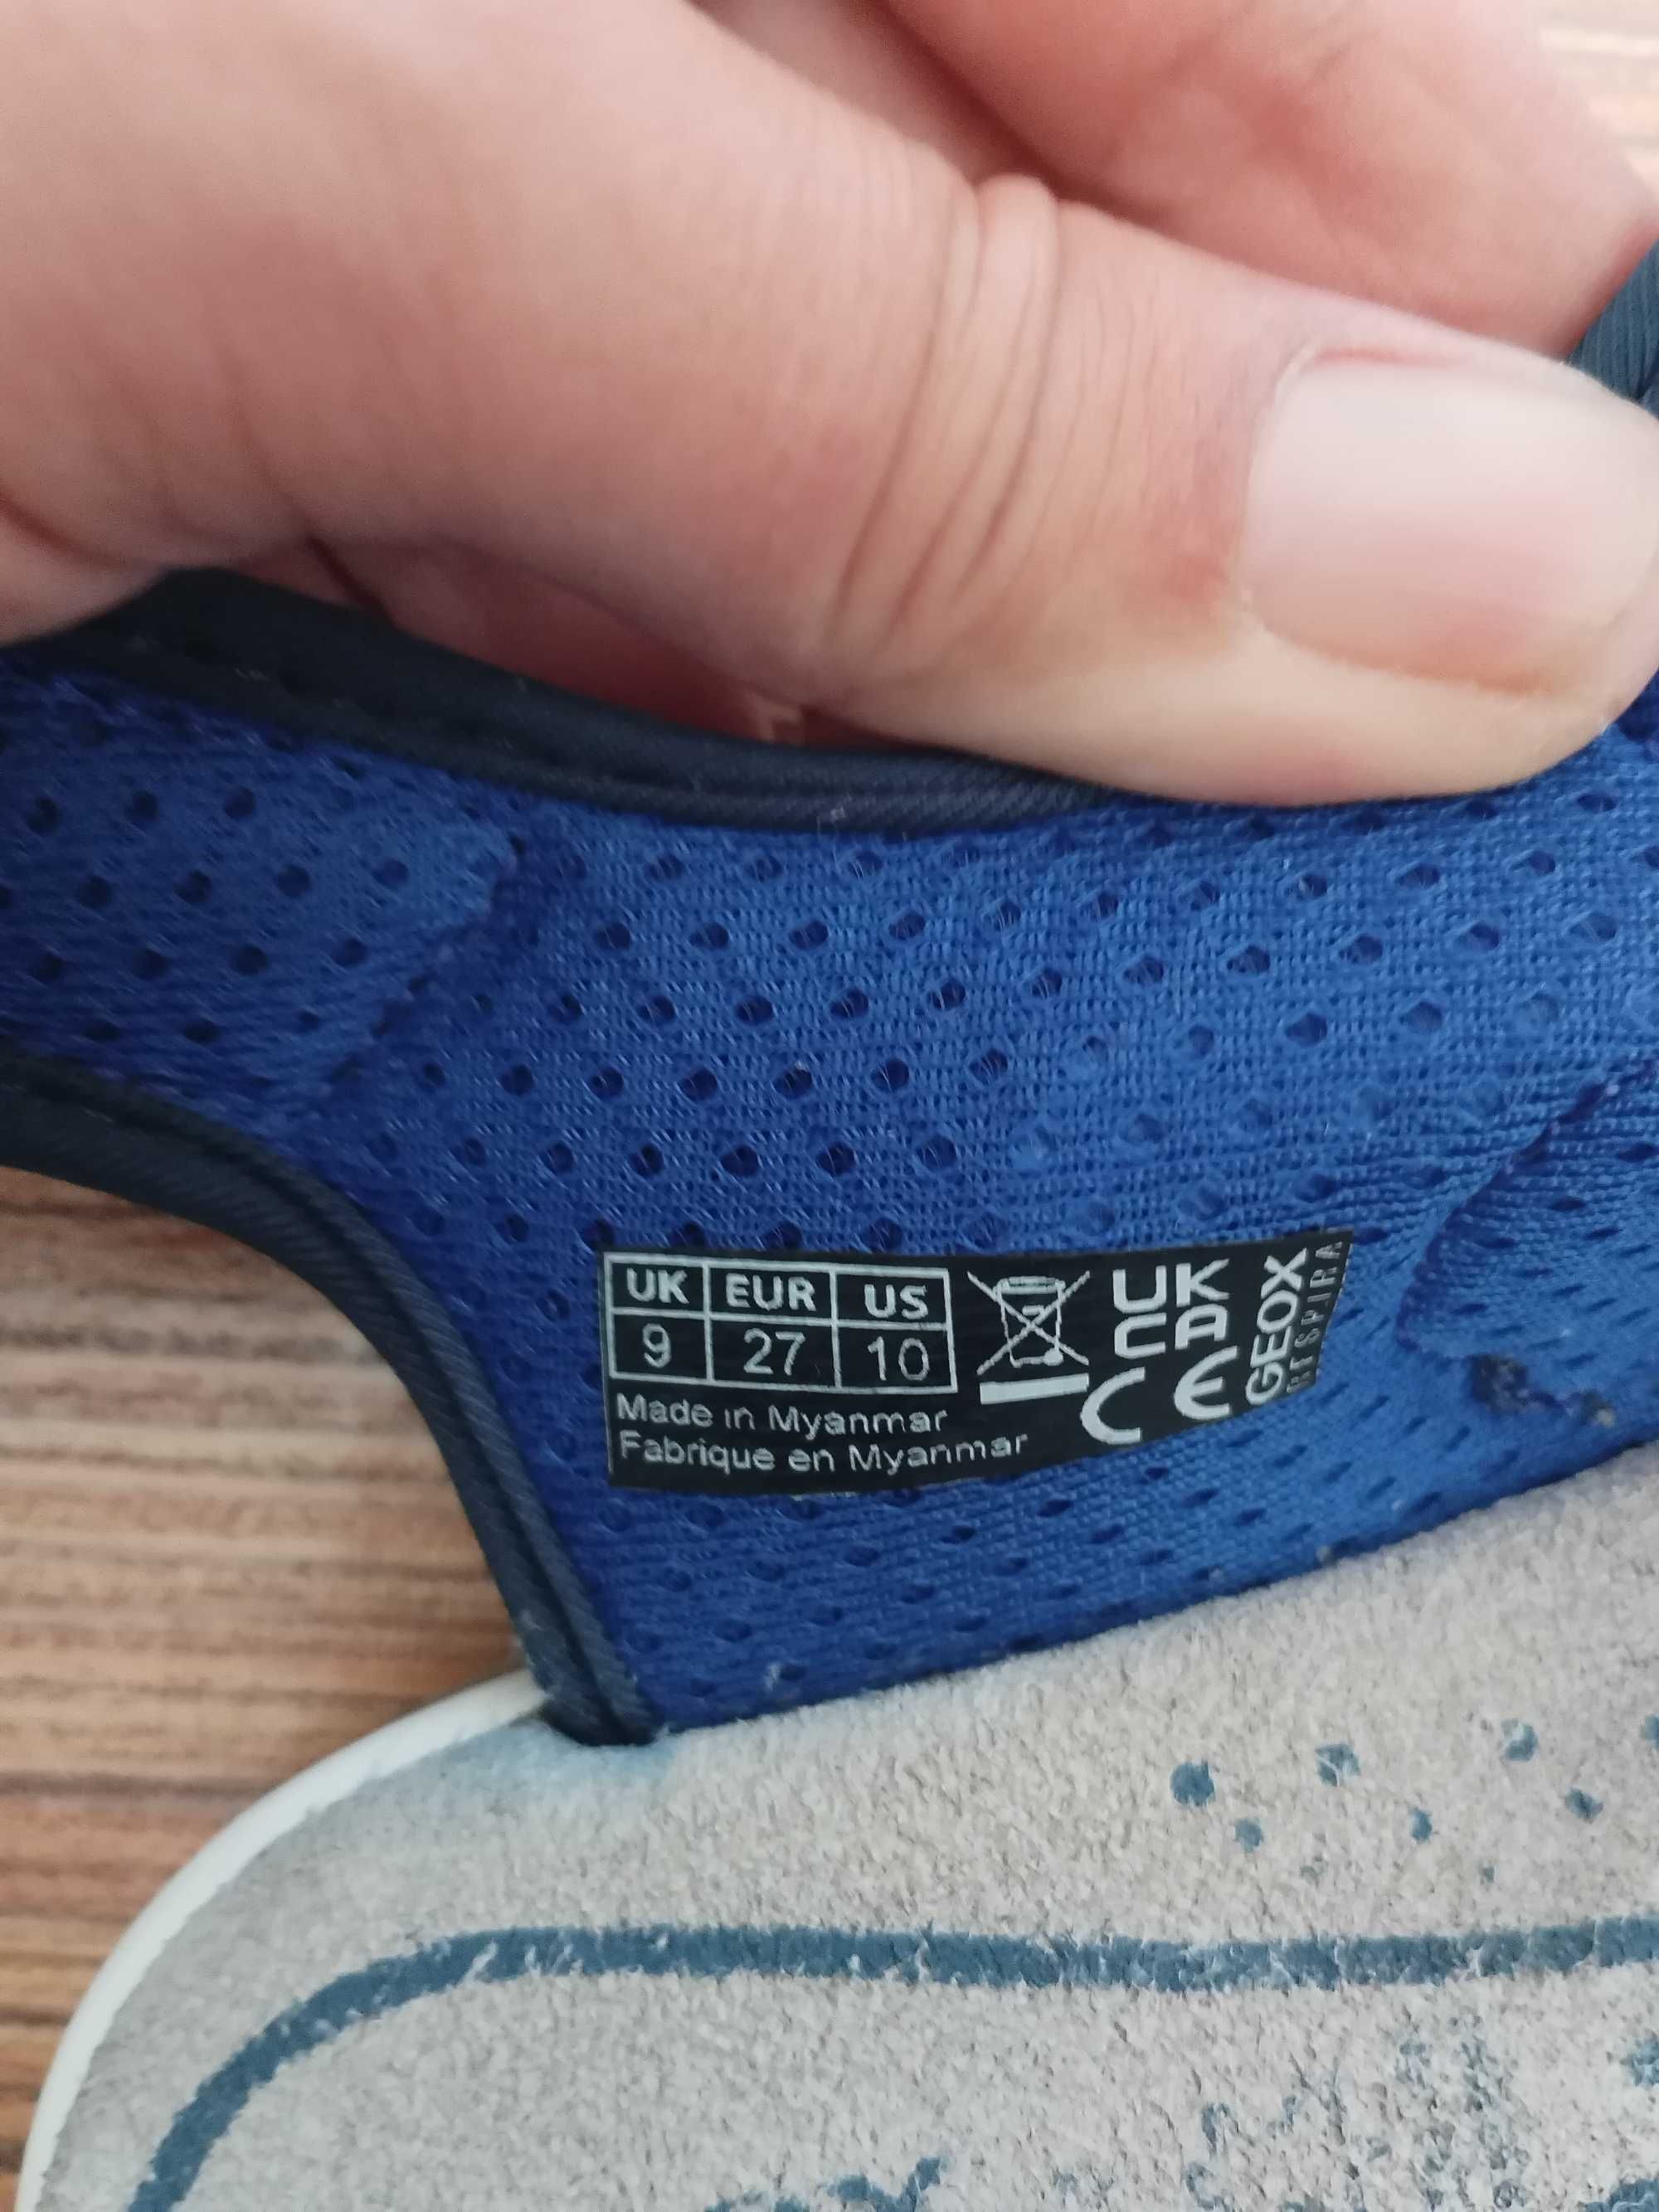 UK EUR US
9 27 10
Made in Myanmar
Fabrique en Myanmar
UK
CA
CE
GEOX
RESPIRA